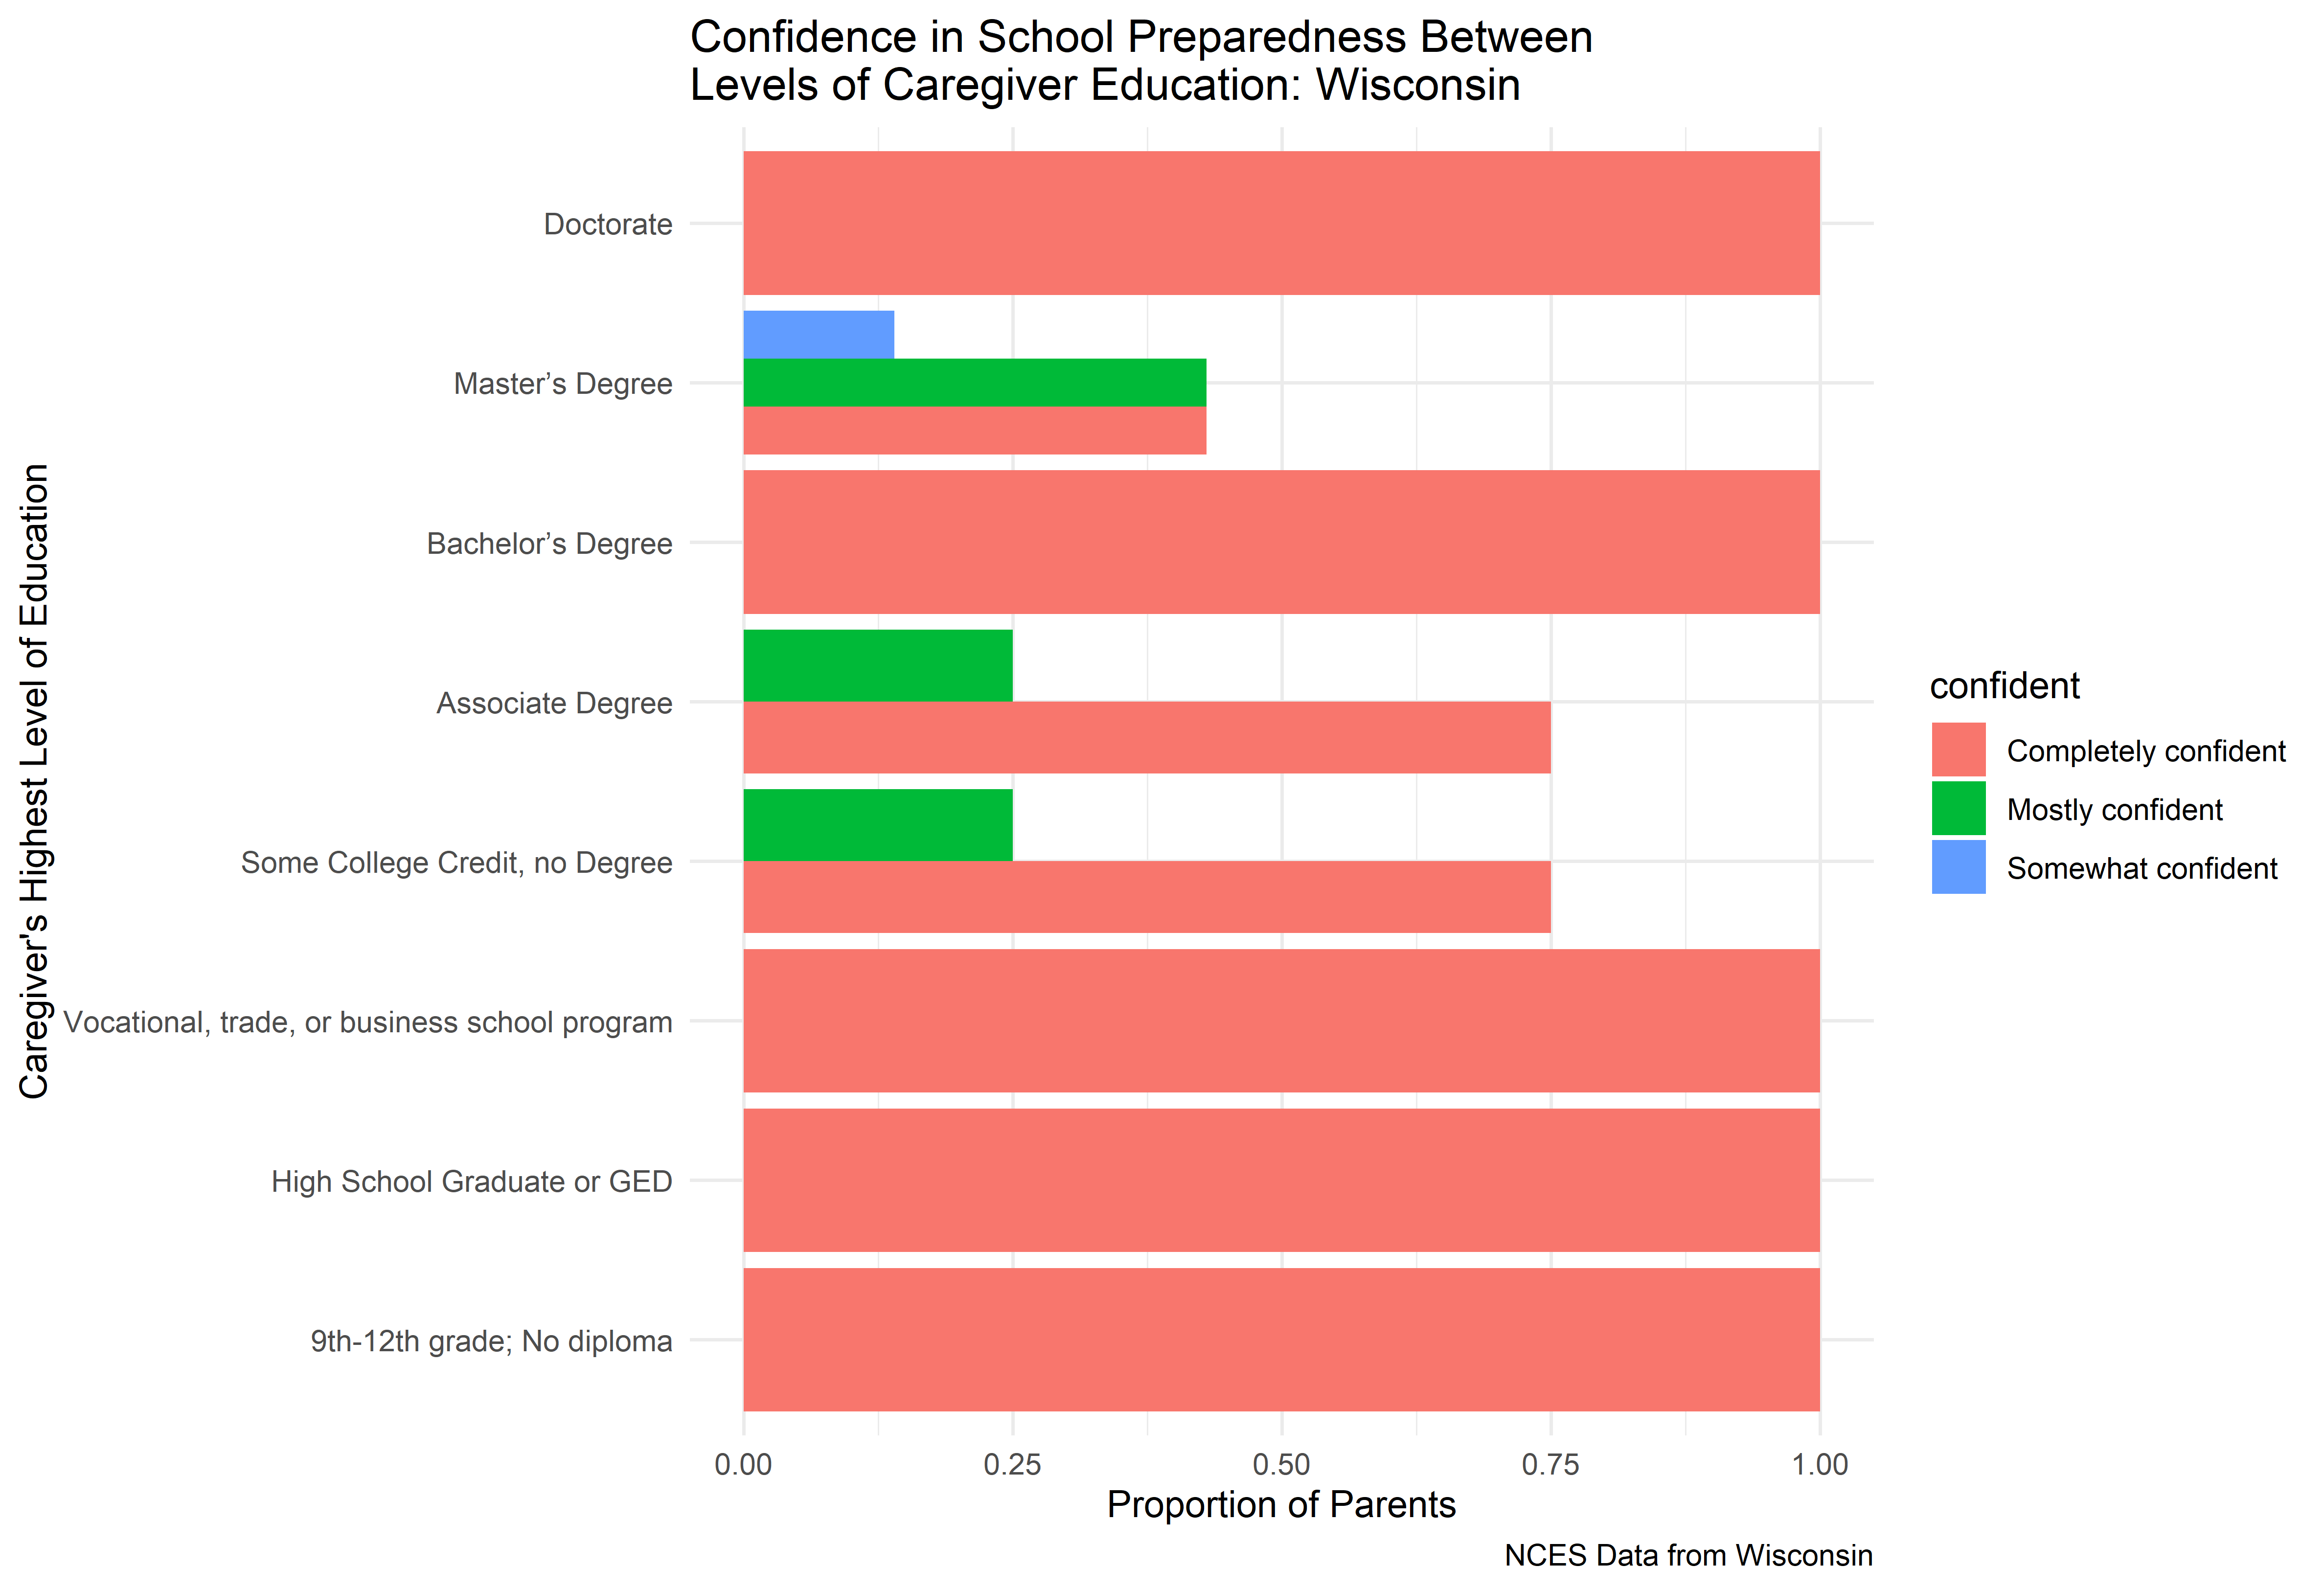 Confidence in School Preparedness Between
Levels of Caregiver Education: Wisconsin
Caregiver's Highest Level of Education
Doctorate
Master’s Degree
Bachelor’s Degree
Associate Degree
Some College Credit, no Degree
Vocational, trade, or business school program
High School Graduate or GED
9th-12th grade; No diploma
0.00 0.25 0.50 0.75 1.00
Proportion of Parents
confident
Completely confident
Mostly confident
Somewhat confident
NCES Data from Wisconsin